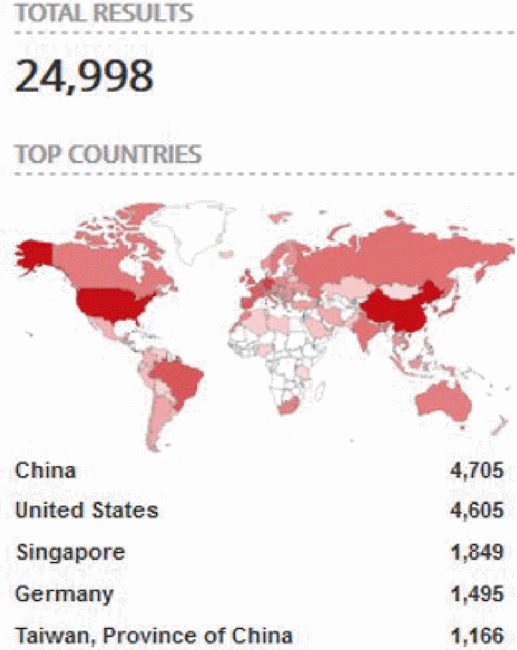 TOTAL RESULTS
24,998
TOP COUNTRIES
China 4,705
United States 4,605
Singapore 1,849
Germany 1,495
Taiwan, Province of China 1,166